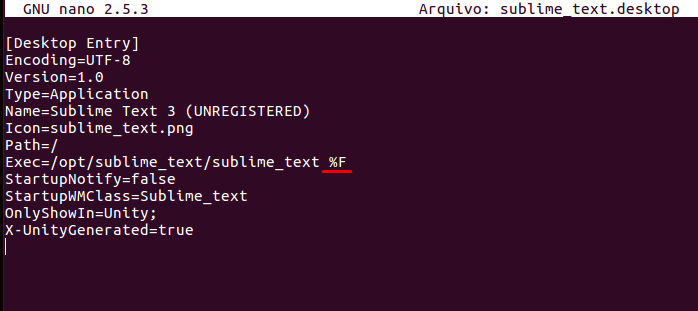 GNU nano 2.5.3 Arquivo: sublime_text.desktop
[Desktop Entry]
Encoding=UTF-8
Version=1.0
Type=Application
Name=Sublime Text 3 (UNREGISTERED)
Icon=sublime_text.png
Path=/
Exec=/opt/sublime_text/sublime_text %F
StartupNotify=false
StartupWMClass=Sublime_text
OnlyShowIn=Unity;
X-UnityGenerated=true